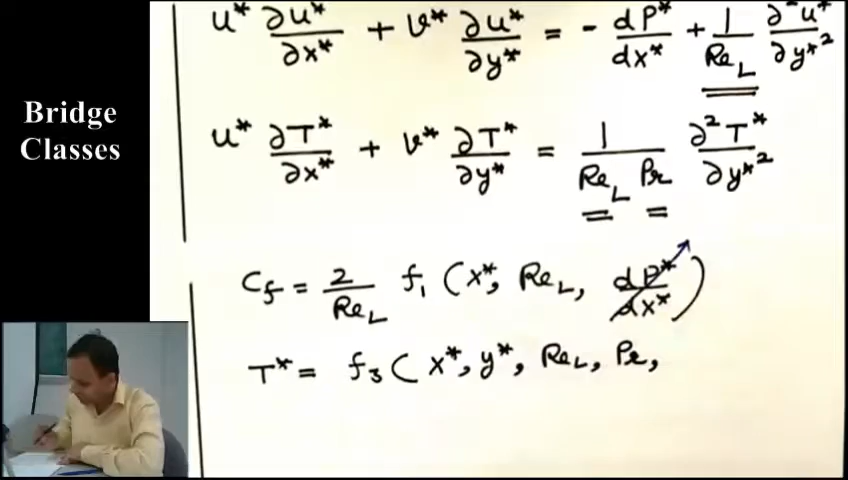 u* ∂u*/∂x* + v* ∂u*/∂y* = - dP*/dx* + 1/Re_L ∂²u*/∂y*²
Bridge
Classes
u* ∂T*/∂x* + v* ∂T*/∂y* = 1/(Re_L Pr) ∂²T*/∂y*²
C_f = 2/Re_L f₁ (x*, Re_L, dP*/dx*)
T* = f₃ (x*, y*, Re_L, Pr,